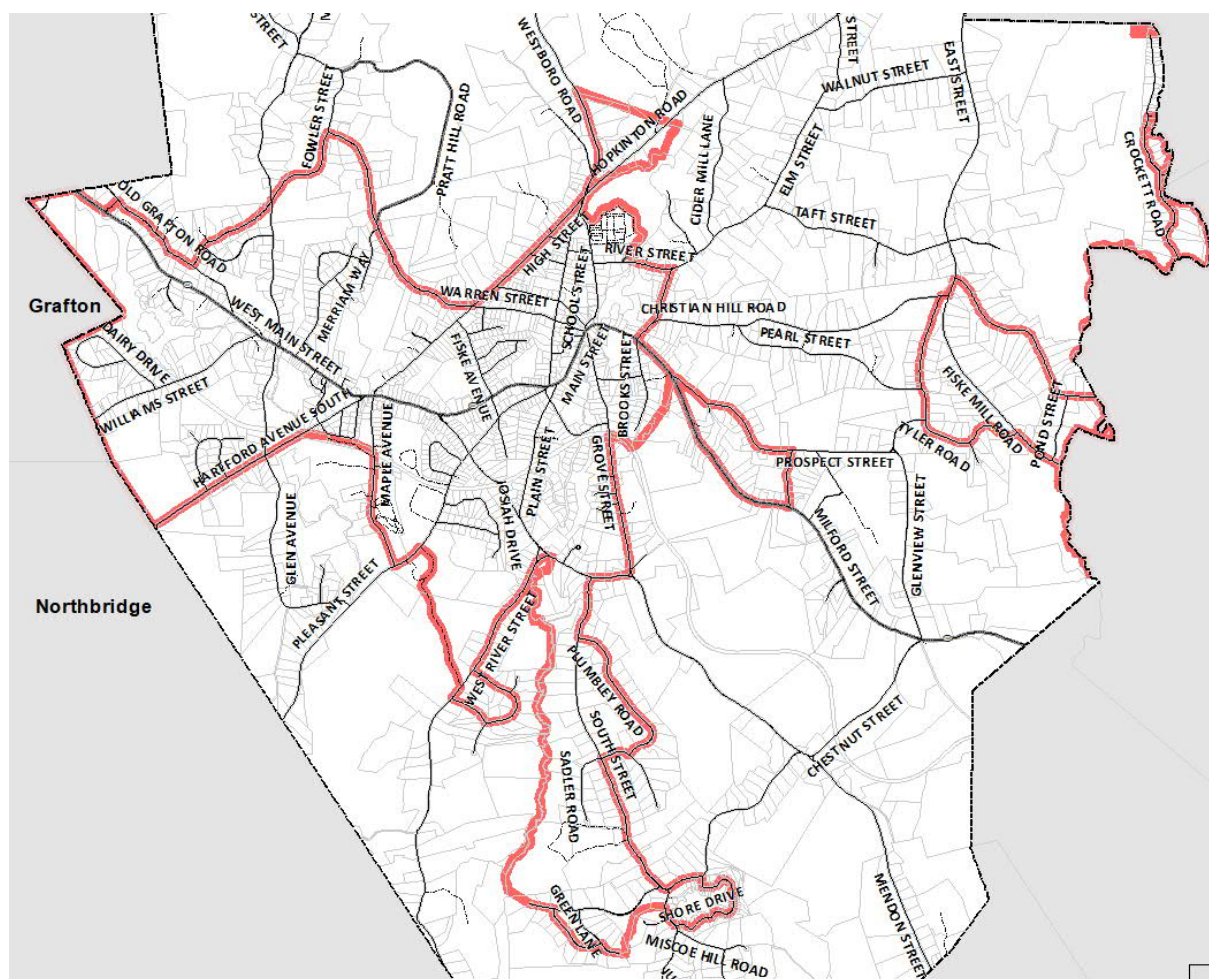 STREET
FOWLER STREET
PRATT HILL ROAD
WESTBORO ROAD
HOPKINTON ROAD
STREET
WALNUT STREET
EAST STREET
CIDER MILL LANE
ELM STREET
TAFT STREET
CROCKETT ROAD
OLD GRAFTON ROAD
HIGH STREET
RIVER STREET
Grafton
MERRIAM WAY
WARREN STREET
SCHOOL STREET
CHRISTIAN HILL ROAD
PEARL STREET
DAIRY DRIVE
WEST MAIN STREET
WILLIAMS STREET
FISKE AVENUE
MAIN STREET
BROOKS STREET
FISKE MILL ROAD
POND STREET
HARTFORD AVENUE SOUTH
MAPLE AVENUE
PLAIN STREET
GROVE STREET
TYLER ROAD
PROSPECT STREET
GLEN AVENUE
JOSIAH DRIVE
MILFORD STREET
GLENVIEW STREET
Northbridge
PLEASANT STREET
WEST RIVER STREET
PLUMBLEY ROAD
SOUTH STREET
CHESTNUT STREET
SADLER ROAD
GREEN LANE
SHORE DRIVE
MISCOE HILL ROAD
MENDON STREET